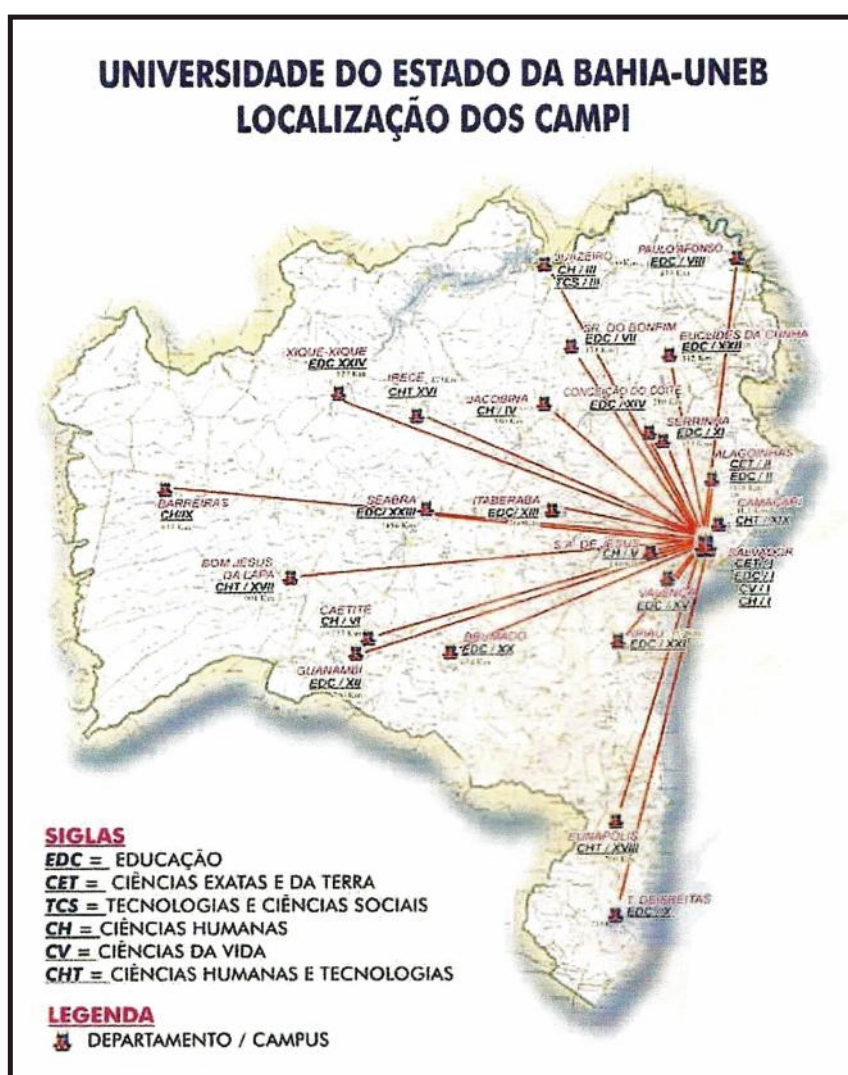 UNIVERSIDADE DO ESTADO DA BAHIA-UNEB
LOCALIZAÇÃO DOS CAMPI
JUAZEIRO
CH / III
TCS / III
PAULO AFONSO
EDC / VIII
SR. DO BONFIM
EDC / VII
EUCLIDES DA CUNHA
EDC / XXII
XIQUE-XIQUE
EDC XXIV
IRECÊ
CHT XVI
JACOBINA
CH / IV
CONCEIÇÃO DO COITÉ
EDC / XIV
SERRINHA
EDC / XI
ALAGOINHAS
CET / II
EDC / II
CAMAÇARI
CHT / XIX
BARREIRAS
CH/IX
SEABRA
EDC/ XXIII
ITABERABA
EDC/ XIII
S.A. DE JESUS
CH / V
SALVADOR
CET / I
EDC / I
CV / I
CH / I
BOM JESUS
DA LAPA
CHT / XVII
VALENÇA
EDC / XV
CAETITÉ
CH / VI
BRUMADO
EDC / XX
IPIAÚ
EDC / XXI
GUANAMBI
EDC / XII
EUNÁPOLIS
CHT / XVIII
T. DE FREITAS
EDC / X
SIGLAS
EDC = EDUCAÇÃO
CET = CIÊNCIAS EXATAS E DA TERRA
TCS = TECNOLOGIAS E CIÊNCIAS SOCIAIS
CH = CIÊNCIAS HUMANAS
CV = CIÊNCIAS DA VIDA
CHT = CIÊNCIAS HUMANAS E TECNOLOGIAS
LEGENDA
DEPARTAMENTO / CAMPUS